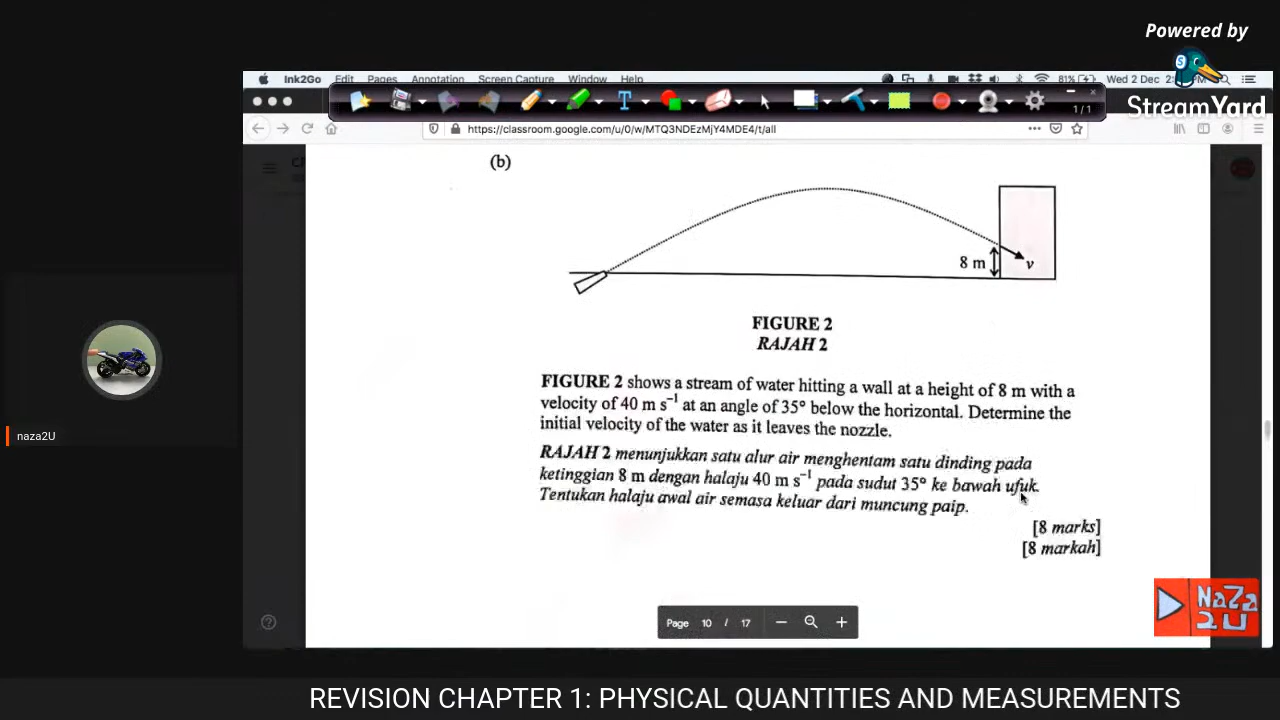 Powered by
StreamYard
Ink2Go Edit Pages Annotation Screen Capture Window Help
81%
Wed 2 Dec
1/1
https://classroom.google.com/u/0/w/MTQ3NDEzMjY4MDE4/t/all
(b)
8 m
v
FIGURE 2
RAJAH 2
FIGURE 2 shows a stream of water hitting a wall at a height of 8 m with a
velocity of 40 m s⁻¹ at an angle of 35° below the horizontal. Determine the
initial velocity of the water as it leaves the nozzle.
RAJAH 2 menunjukkan satu alur air menghentam satu dinding pada
ketinggian 8 m dengan halaju 40 m s⁻¹ pada sudut 35° ke bawah ufuk.
Tentukan halaju awal air semasa keluar dari muncung paip.
[8 marks]
[8 markah]
naza2U
Page 10 / 17
NaZa
2U
REVISION CHAPTER 1: PHYSICAL QUANTITIES AND MEASUREMENTS